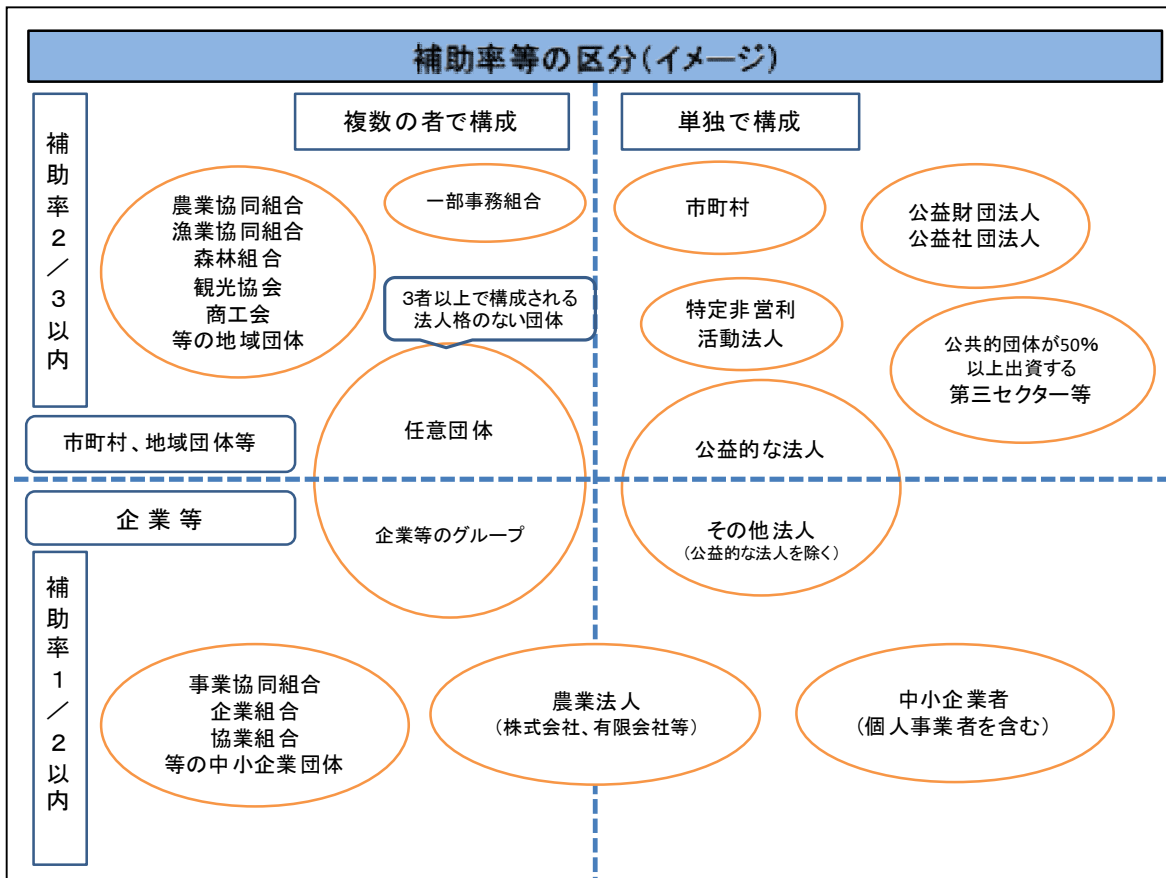 補助率等の区分(イメージ)
複数の者で構成
単独で構成
補助率2/3以内
農業協同組合
漁業協同組合
森林組合
観光協会
商工会
等の地域団体
一部事務組合
市町村
公益財団法人
公益社団法人
3者以上で構成される
法人格のない団体
特定非営利
活動法人
公共的団体が50%
以上出資する
第三セクター等
市町村、地域団体等
任意団体
公益的な法人
企業等
企業等のグループ
その他法人
(公益的な法人を除く)
補助率1/2以内
事業協同組合
企業組合
協業組合
等の中小企業団体
農業法人
(株式会社、有限会社等)
中小企業者
(個人事業者を含む)